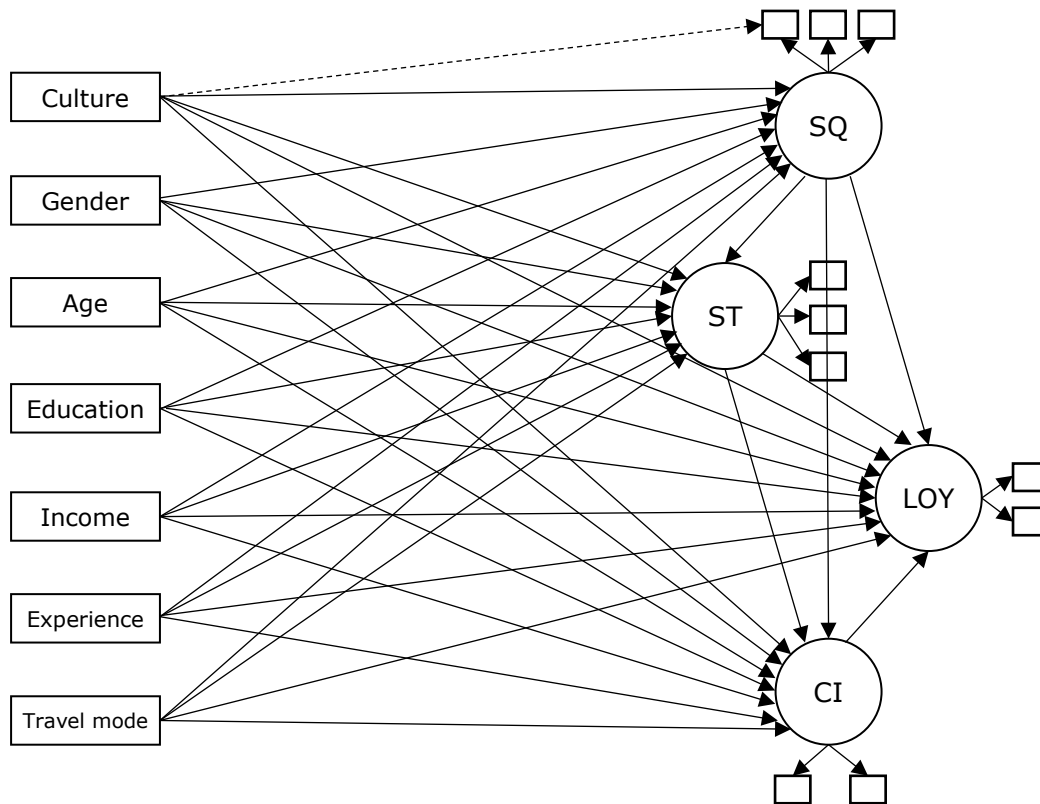 Culture
SQ
Gender
Age
ST
Education
Income
LOY
Experience
CI
Travel mode